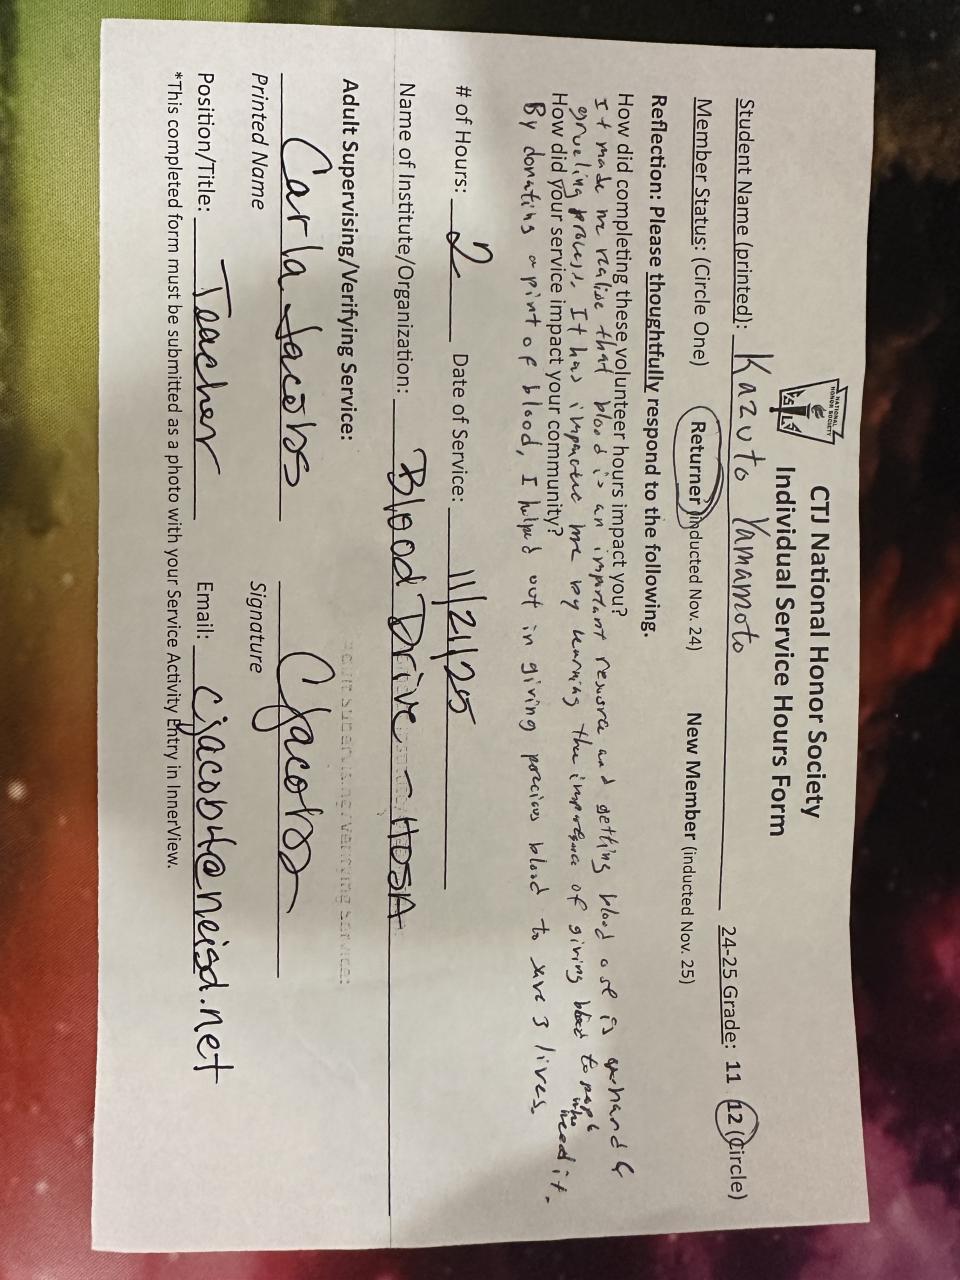 NATIONAL
HONOR SOCIETY
CTJ National Honor Society
Individual Service Hours Form
Student Name (printed): Kazuto Yamamoto 24-25 Grade: 11 12 (Circle)
Member Status: (Circle One) Returner (inducted Nov. 24) New Member (inducted Nov. 25)
Reflection: Please thoughtfully respond to the following.
How did completing these volunteer hours impact you?
It made me realise that blood is an important resource and getting blood is a hard &
grueling process. It has impacted me by learning the importance of giving blood to people who need it.
How did your service impact your community?
By donating a pint of blood, I helped out in giving precious blood to save 3 lives.
# of Hours: 2 Date of Service: 11/21/25
Name of Institute/Organization: Blood Drive - HOSA
Adult Supervising/Verifying Service:
Carla Jacobs CJacobs
Printed Name Signature
Position/Title: Teacher Email: cjacob4@neisd.net
*This completed form must be submitted as a photo with your Service Activity Entry in InnerView.